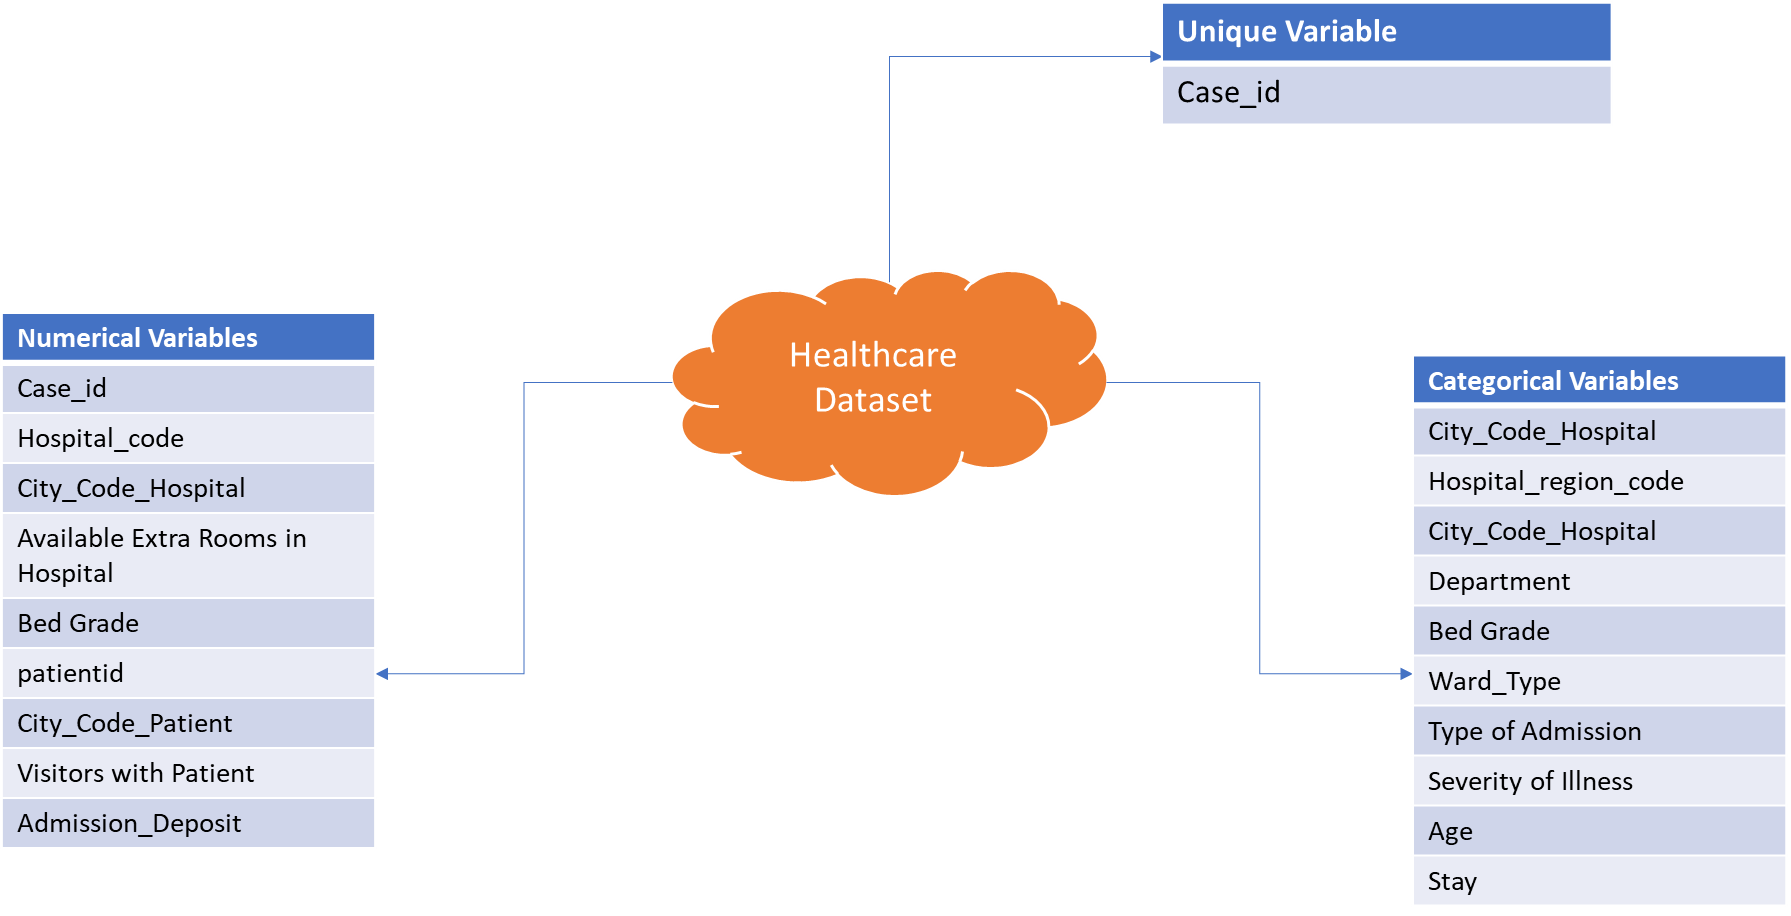 Unique Variable
Case_id
Healthcare
Dataset
Numerical Variables
Case_id
Hospital_code
City_Code_Hospital
Available Extra Rooms in
Hospital
Bed Grade
patientid
City_Code_Patient
Visitors with Patient
Admission_Deposit
Categorical Variables
City_Code_Hospital
Hospital_region_code
City_Code_Hospital
Department
Bed Grade
Ward_Type
Type of Admission
Severity of Illness
Age
Stay